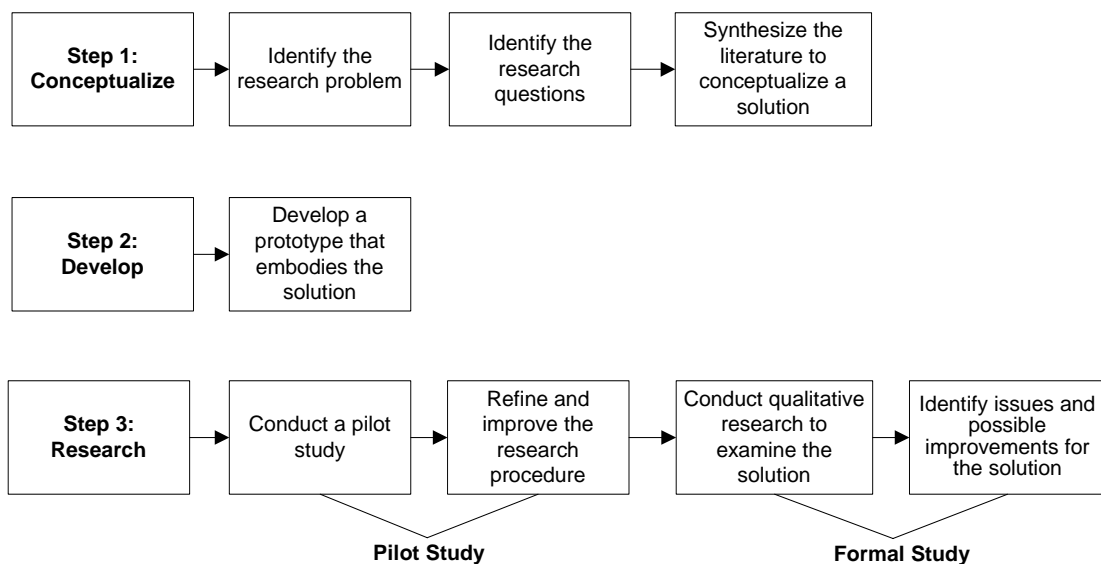 Step 1:
Conceptualize
Identify the
research problem
Identify the
research
questions
Synthesize the
literature to
conceptualize a
solution
Step 2:
Develop
Develop a
prototype that
embodies the
solution
Step 3:
Research
Conduct a pilot
study
Refine and
improve the
research
procedure
Conduct qualitative
research to
examine the
solution
Identify issues and
possible
improvements for
the solution
Pilot Study
Formal Study